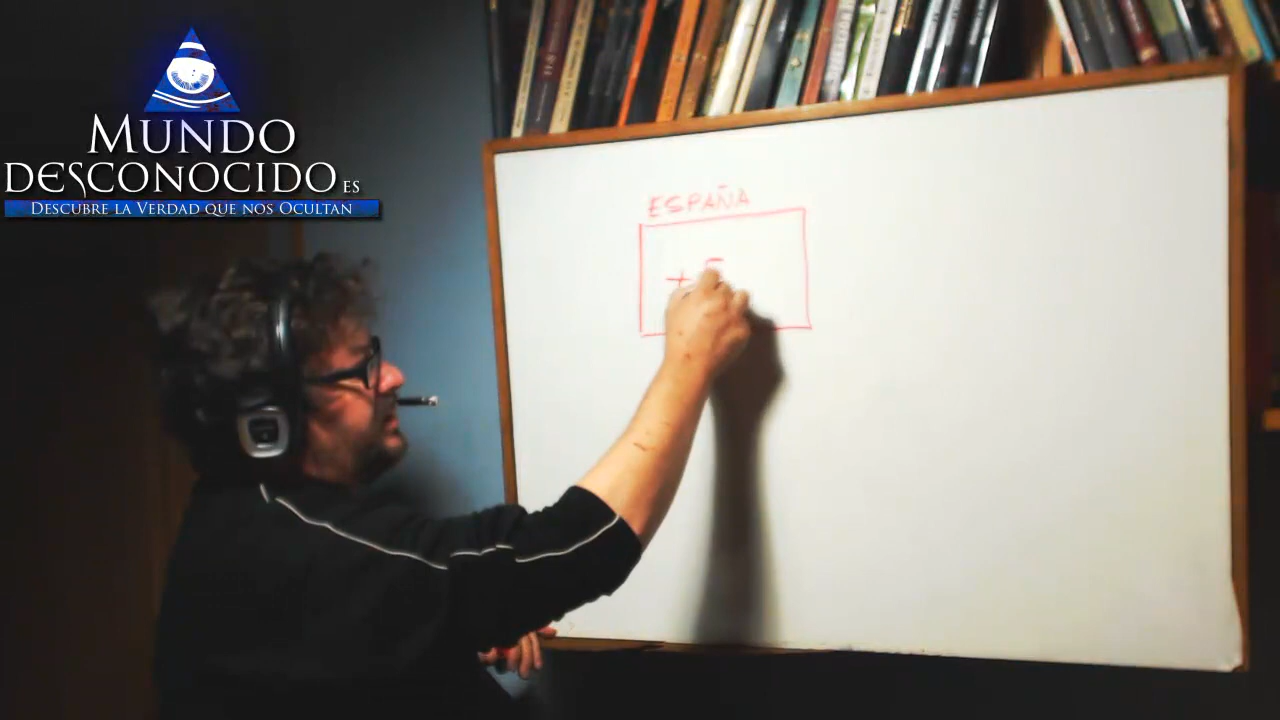 MUNDO
DESCONOCIDO ES
DESCUBRE LA VERDAD QUE NOS OCULTAN
ESPAÑA
+